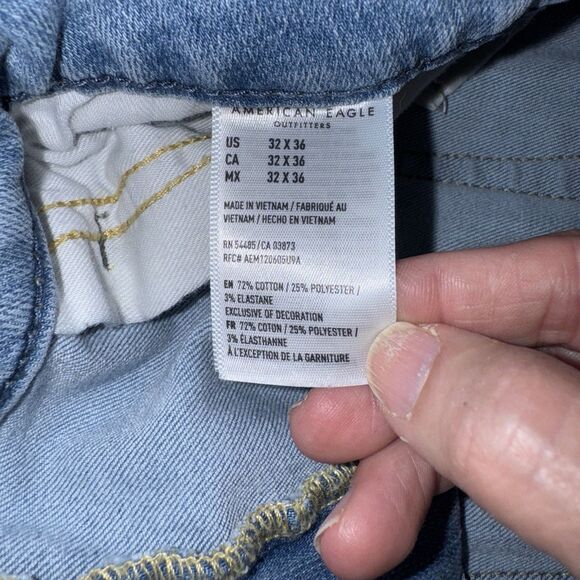 AMERICAN EAGLE
OUTFITTERS
US 32 X 36
CA 32 X 36
MX 32 X 36
MADE IN VIETNAM / FABRIQUÉ AU
VIETNAM / HECHO EN VIETNAM
RN 54485/CA 03873
RFC# AEM120605U9A
EN 72% COTTON / 25% POLYESTER /
3% ELASTANE
EXCLUSIVE OF DECORATION
FR 72% COTON / 25% POLYESTER /
3% ÉLASTHANNE
À L'EXCEPTION DE LA GARNITURE